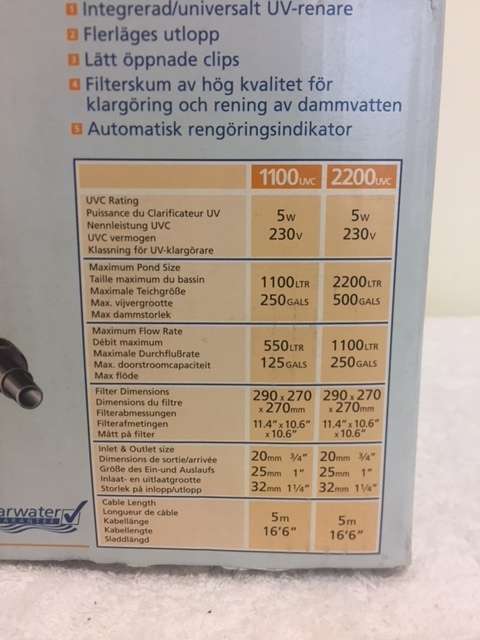 1 Integrerad/universalt UV-renare
2 Flerläges utlopp
3 Lätt öppnade clips
4 Filterskum av hög kvalitet för
klargöring och rening av dammvatten
5 Automatisk rengöringsindikator
1100UVC 2200UVC
UVC Rating
Puissance du Clarificateur UV
Nennleistung UVC
UVC vermogen
Klassning för UV-klargörare
5W 5W
230V 230V
Maximum Pond Size
Taille maximum du bassin
Maximale Teichgröße
Max. vijvergrootte
Max dammstorlek
1100LTR 2200LTR
250GALS 500GALS
Maximum Flow Rate
Débit maximum
Maximale Durchflußrate
Max. doorstroomcapaciteit
Max flöde
550LTR 1100LTR
125GALS 250GALS
Filter Dimensions
Dimensions du filtre
Filterabmessungen
Filterafmetingen
Mått på filter
290 x 270 290 x 270
x 270mm x 270mm
11.4" x 10.6" 11.4" x 10.6"
x 10.6" x 10.6"
Inlet & Outlet size
Dimensions de sortie/arrivée
Größe des Ein-und Auslaufs
Inlaat- en uitlaatgrootte
Storlek på inlopp/utlopp
20mm ¾" 20mm ¾"
25mm 1" 25mm 1"
32mm 1¼" 32mm 1¼"
Cable Length
Longueur de câble
Kabellänge
Kabellengte
Sladdlängd
5m 5m
16'6" 16'6"
arwater